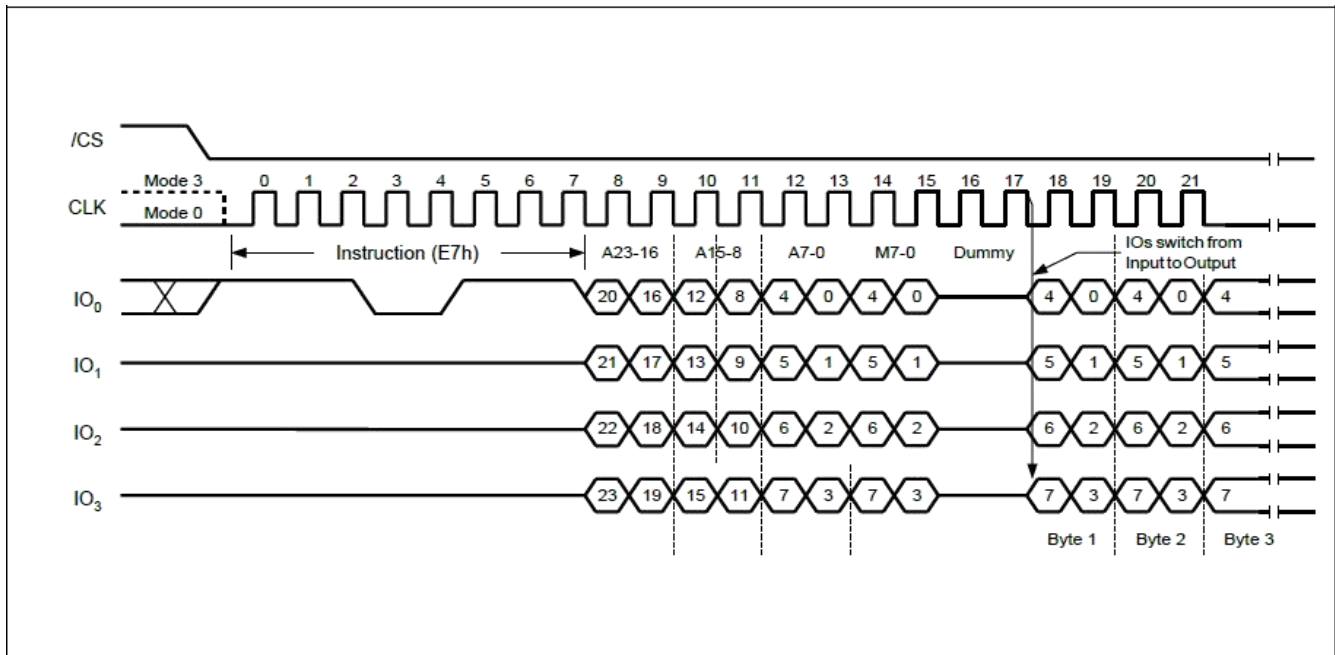 /CS
Mode 3 0 1 2 3 4 5 6 7 8 9 10 11 12 13 14 15 16 17 18 19 20 21
CLK
Mode 0
Instruction (E7h) A23-16 A15-8 A7-0 M7-0 Dummy IOs switch from
Input to Output
IO0 20 16 12 8 4 0 4 0 4 0 4 0 4
IO1 21 17 13 9 5 1 5 1 5 1 5 1 5
IO2 22 18 14 10 6 2 6 2 6 2 6 2 6
IO3 23 19 15 11 7 3 7 3 7 3 7 3 7
Byte 1 Byte 2 Byte 3